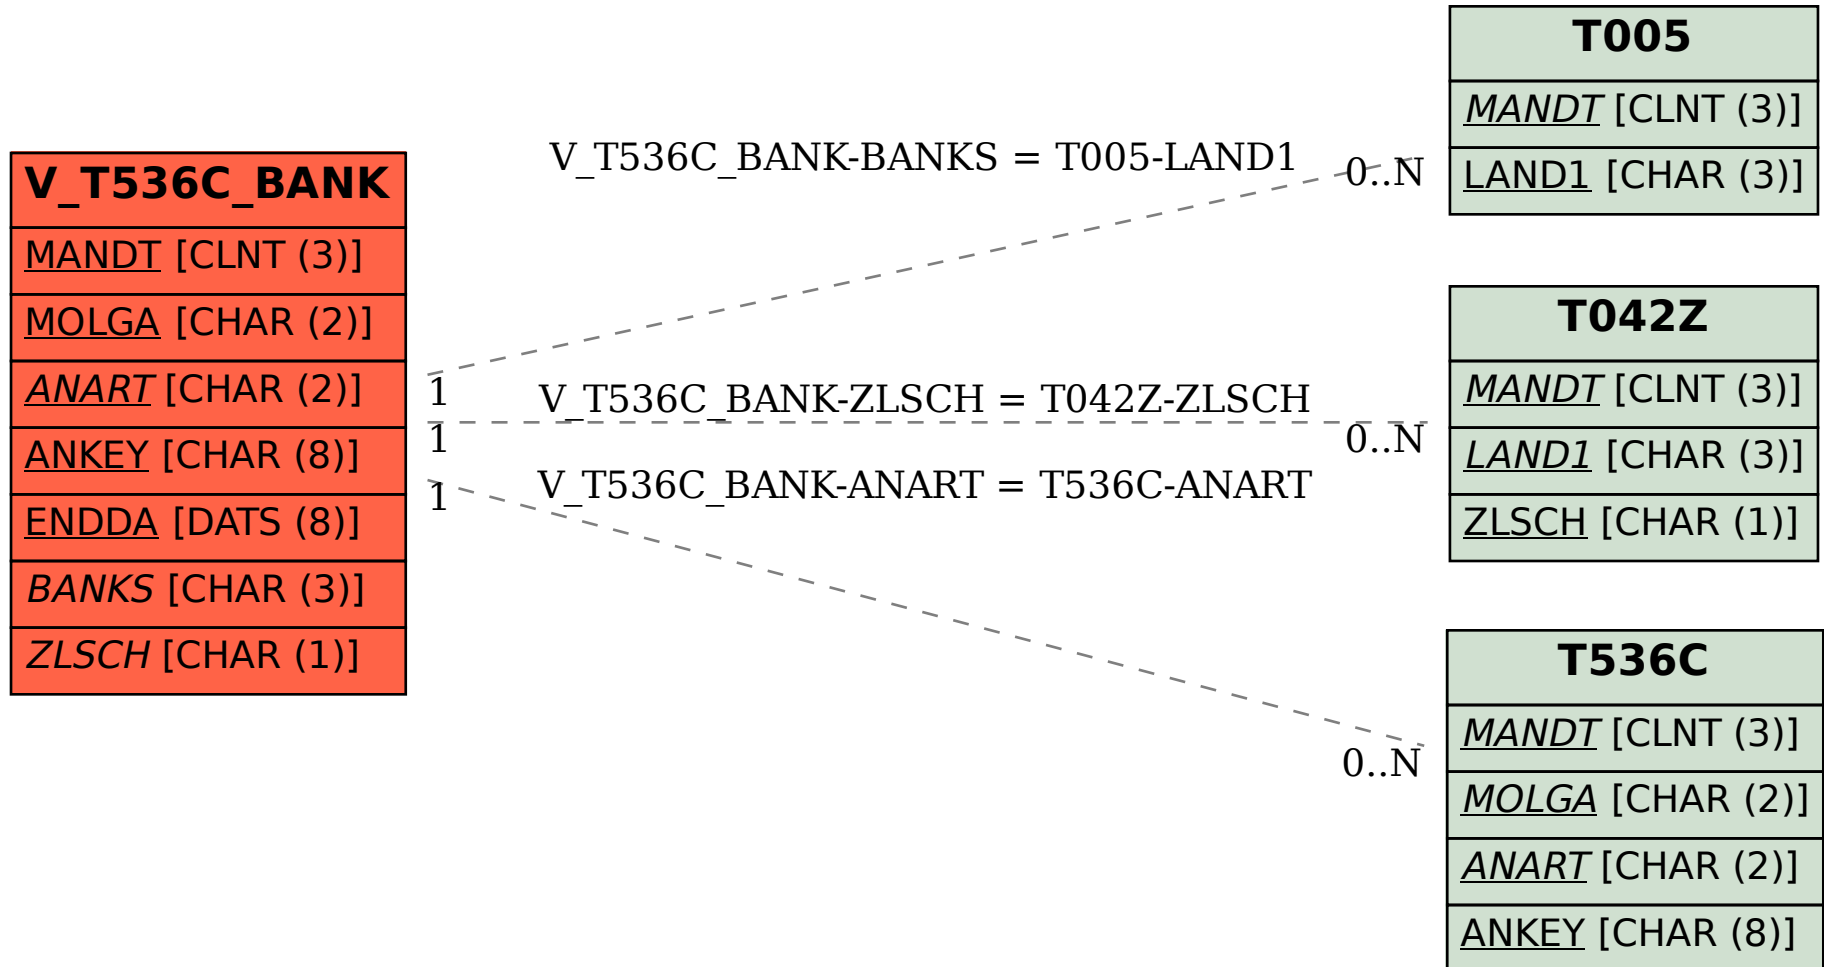 V_T536C_BANK
MANDT [CLNT (3)]
MOLGA [CHAR (2)]
ANART [CHAR (2)]
ANKEY [CHAR (8)]
ENDDA [DATS (8)]
BANKS [CHAR (3)]
ZLSCH [CHAR (1)]
V_T536C_BANK-BANKS = T005-LAND1
0..N
1
V_T536C_BANK-ZLSCH = T042Z-ZLSCH
1
0..N
V_T536C_BANK-ANART = T536C-ANART
1
0..N
T005
MANDT [CLNT (3)]
LAND1 [CHAR (3)]
T042Z
MANDT [CLNT (3)]
LAND1 [CHAR (3)]
ZLSCH [CHAR (1)]
T536C
MANDT [CLNT (3)]
MOLGA [CHAR (2)]
ANART [CHAR (2)]
ANKEY [CHAR (8)]